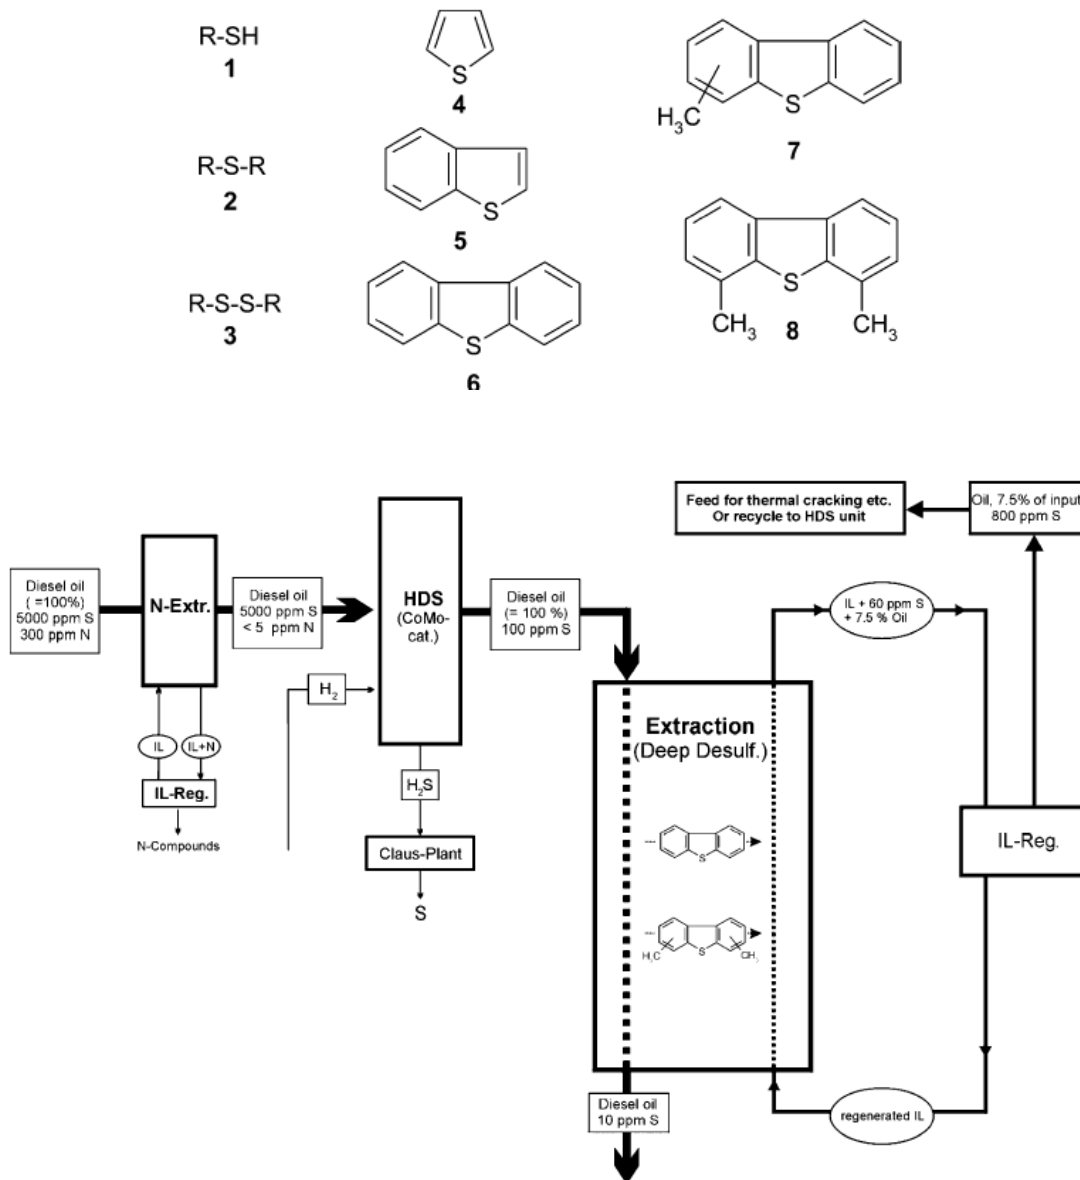 R-SH
1
S
4
H₃C
S
7
R-S-R
2
S
5
S
CH₃
CH₃
8
R-S-S-R
3
S
6
Diesel oil
( =100%)
5000 ppm S
300 ppm N
N-Extr.
Diesel oil
5000 ppm S
< 5 ppm N
HDS
(CoMo-
cat.)
Diesel oil
(= 100 %)
100 ppm S
Feed for thermal cracking etc.
Or recycle to HDS unit
Oil, 7.5% of input
800 ppm S
IL + 60 ppm S
+ 7.5 % Oil
H₂
IL
IL+N
IL-Reg.
N-Compounds
H₂S
Claus-Plant
S
Extraction
(Deep Desulf.)
S
H₃C
S
CH₃
IL-Reg.
regenerated IL
Diesel oil
10 ppm S